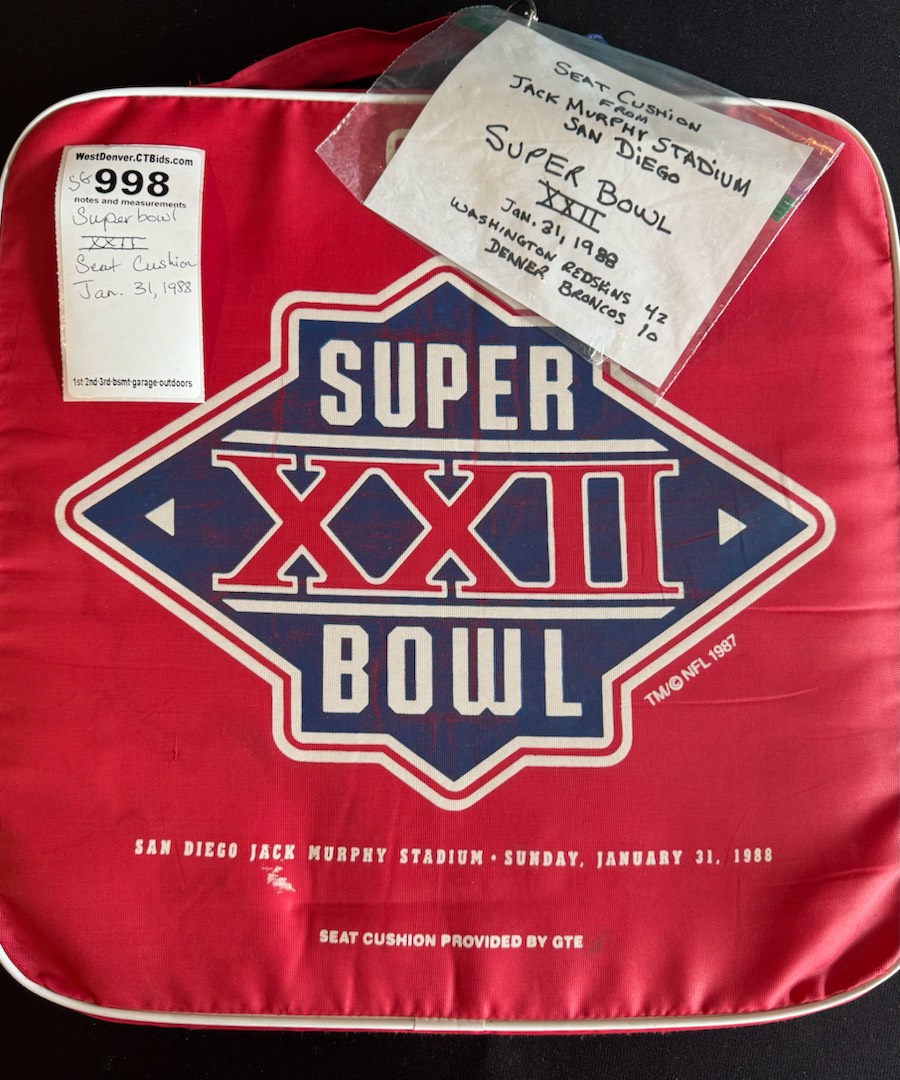 WestDenver.CTBids.com
998
notes and measurements
Superbowl
XXII
Seat Cushion
Jan. 31, 1988
1st-2nd-3rd-bsmt-garage-outdoors
SEAT CUSHION
FROM
JACK MURPHY STADIUM
SAN DIEGO
SUPER BOWL
XXII
JAN. 31, 1988
WASHINGTON REDSKINS 42
DENVER BRONCOS 10
SUPER
XXII
BOWL
TM/© NFL 1987
SAN DIEGO JACK MURPHY STADIUM • SUNDAY, JANUARY 31, 1988
SEAT CUSHION PROVIDED BY GTE